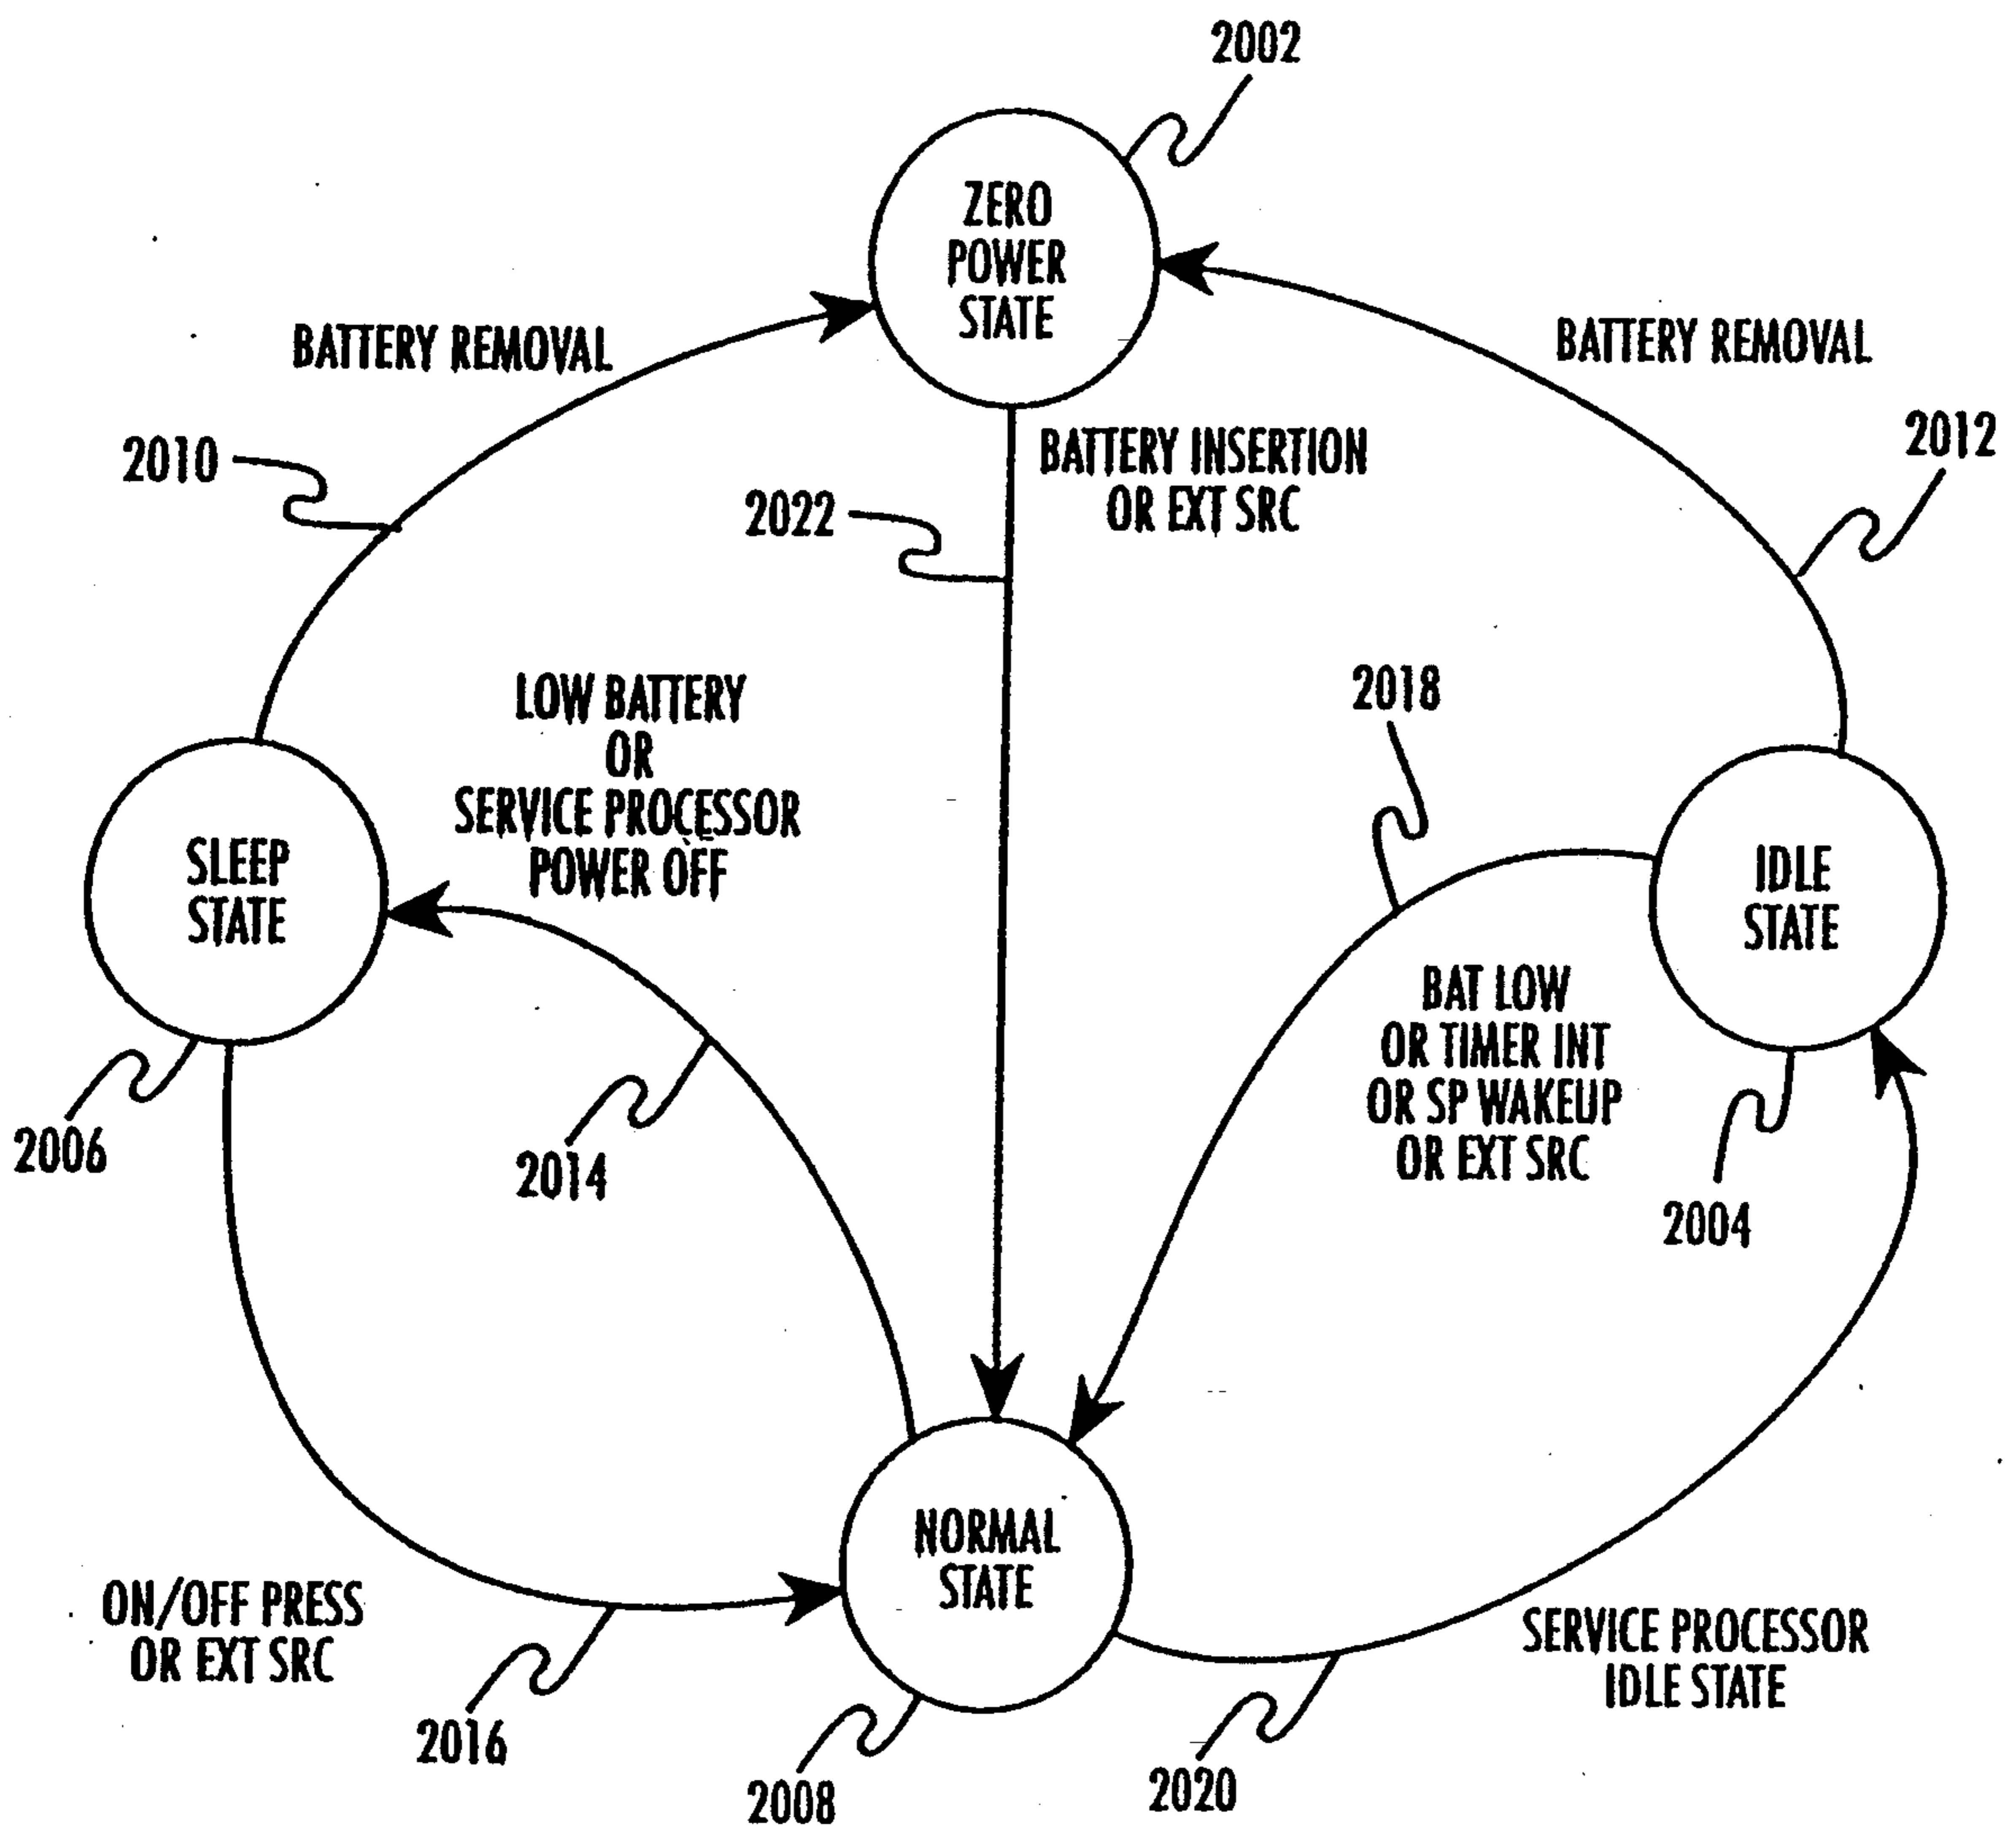 2002
ZERO
POWER
STATE
BATTERY REMOVAL
BATTERY REMOVAL
2010
2012
BATTERY INSERTION
OR EXT SRC
2022
LOW BATTERY
OR
SERVICE PROCESSOR
POWER OFF
2018
SLEEP
STATE
IDLE
STATE
BAT LOW
OR TIMER INT
OR SP WAKEUP
OR EXT SRC
2006
2014
2004
NORMAL
STATE
ON/OFF PRESS
OR EXT SRC
SERVICE PROCESSOR
IDLE STATE
2016
2008
2020